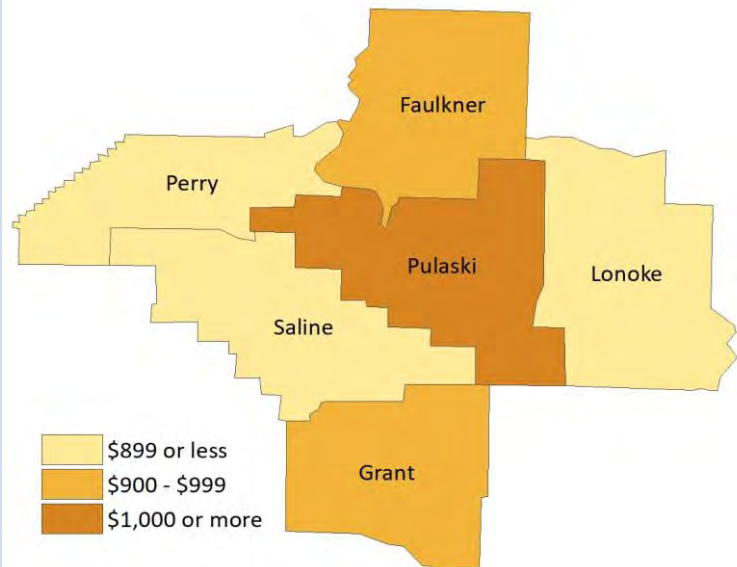 Faulkner
Perry
Pulaski
Lonoke
Saline
Grant
$899 or less
$900 - $999
$1,000 or more